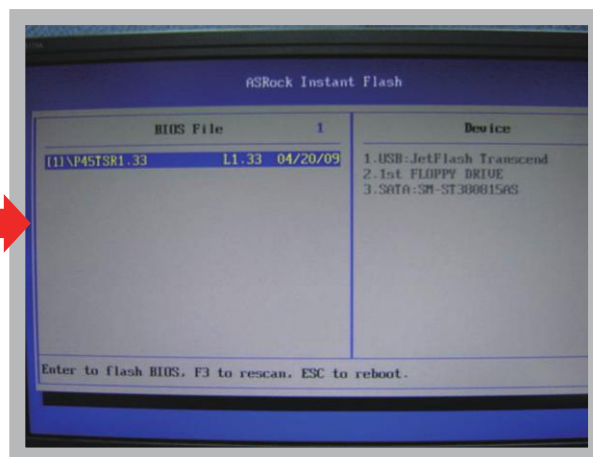 ASRock Instant Flash
BIOS File 1
[1]\P45TSR1.33 L1.33 04/20/09
Device
1.USB:JetFlash Transcend
2.1st FLOPPY DRIVE
3.SATA:SM-ST380815AS
Enter to flash BIOS, F3 to rescan, ESC to reboot.